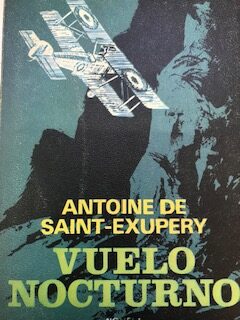 ANTOINE DE
SAINT-EXUPERY
VUELO
NOCTURNO